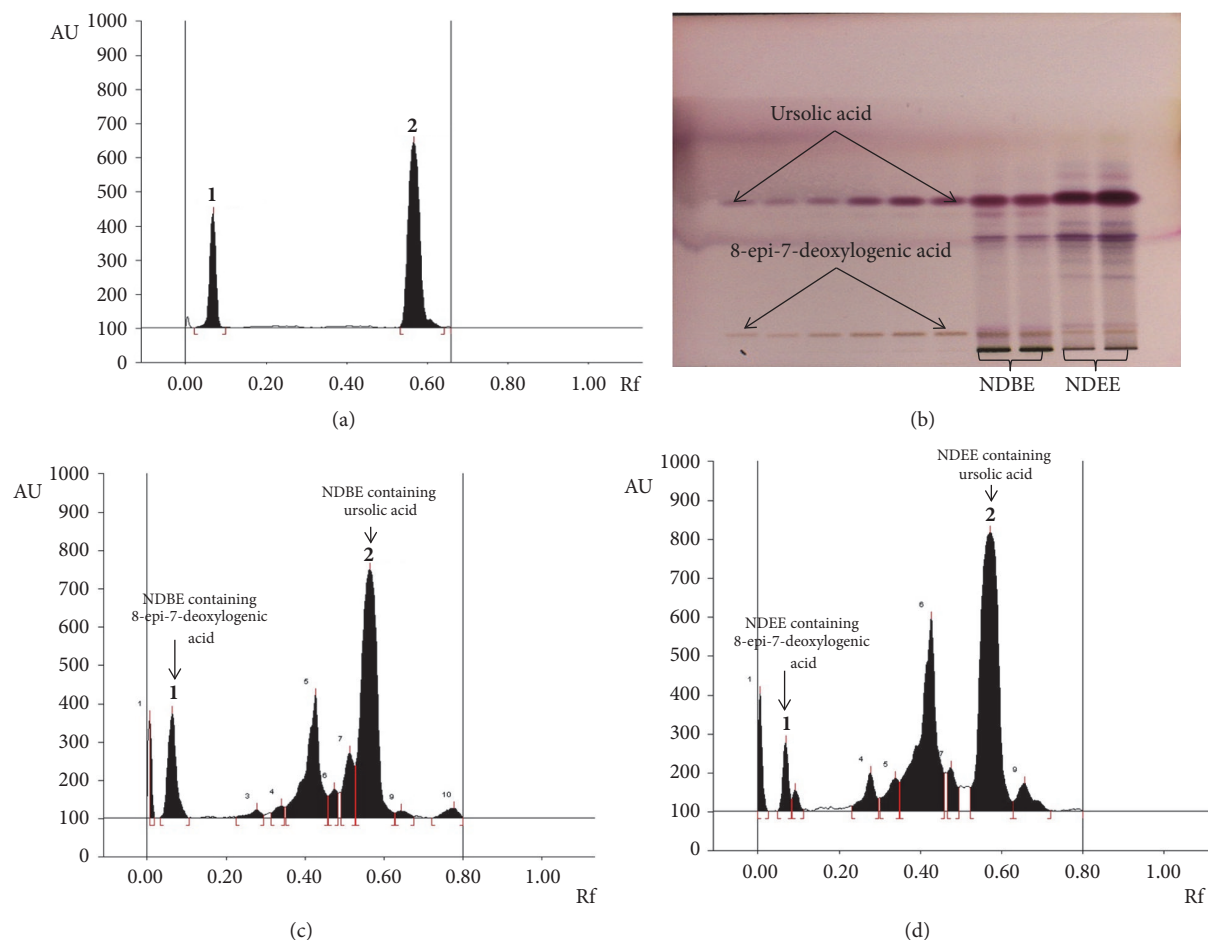 AU
1000
900
800
700
600
500
400
300
200
100
0
1
2
0.00 0.20 0.40 0.60 0.80 1.00 Rf
(a)
Ursolic acid
8-epi-7-deoxylogenic acid
NDBE NDEE
(b)
AU
1000
900
800
700
600
500
400
300
200
100
0
NDBE containing
ursolic acid
2
NDBE containing
8-epi-7-deoxylogenic
acid
1
1
3
4
5
6
7
9
10
0.00 0.20 0.40 0.60 0.80 1.00
Rf
(c)
AU
1000
900
800
700
600
500
400
300
200
100
0
NDEE containing
ursolic acid
2
NDEE containing
8-epi-7-deoxylogenic
acid
1
1
4
5
6
7
9
0.00 0.20 0.40 0.60 0.80 1.00
Rf
(d)